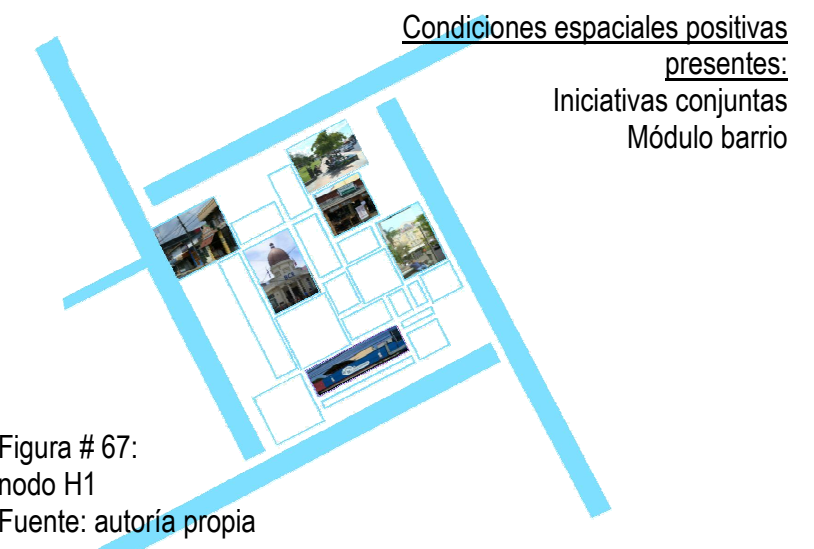 Condiciones espaciales positivas
presentes:
Iniciativas conjuntas
Módulo barrio
Figura # 67:
nodo H1
Fuente: autoría propia